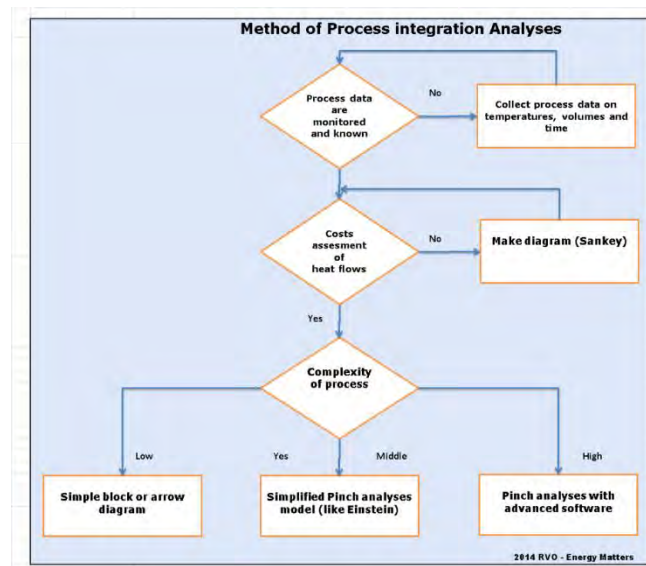 Method of Process integration Analyses
Process data
are
monitored
and known
No
Collect process data on
temperatures, volumes and
time
Costs
assesment
of
heat flows
No
Make diagram (Sankey)
Yes
Complexity
of process
Low
Yes
Middle
High
Simple block or arrow
diagram
Simplified Pinch analyses
model (like Einstein)
Pinch analyses with
advanced software
2014 RVO - Energy Matters